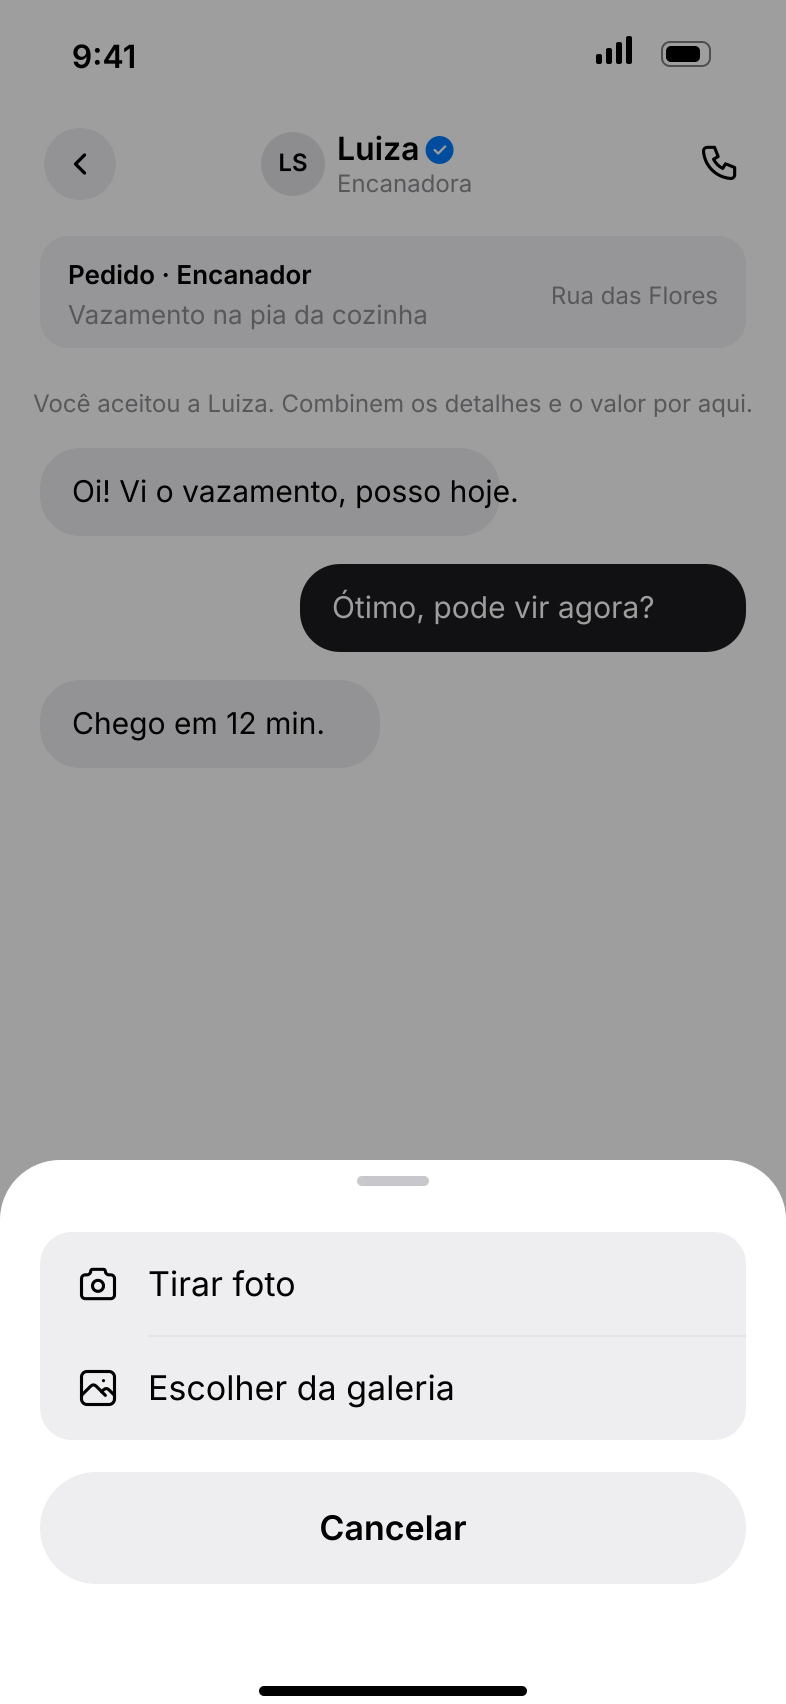 9:41
LS
Luiza
Encanadora
Pedido · Encanador
Vazamento na pia da cozinha
Rua das Flores
Você aceitou a Luiza. Combinem os detalhes e o valor por aqui.
Oi! Vi o vazamento, posso hoje.
Ótimo, pode vir agora?
Chego em 12 min.
Tirar foto
Escolher da galeria
Cancelar